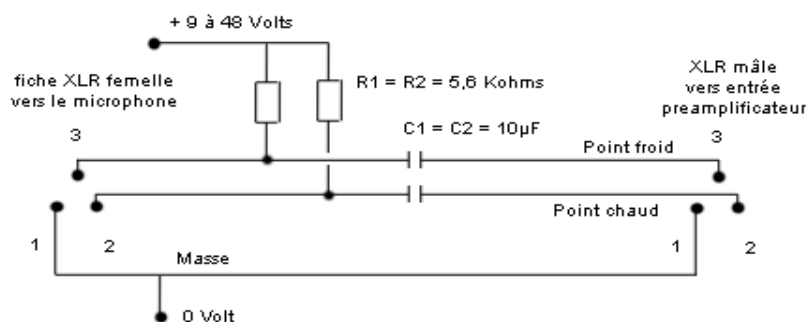 + 9 à 48 Volts
fiche XLR femelle
vers le microphone
R1 = R2 = 5,6 Kohms
XLR mâle
vers entrée
preamplificateur
3
C1 = C2 = 10µF
3
Point froid
Point chaud
1
2
Masse
1
2
0 Volt